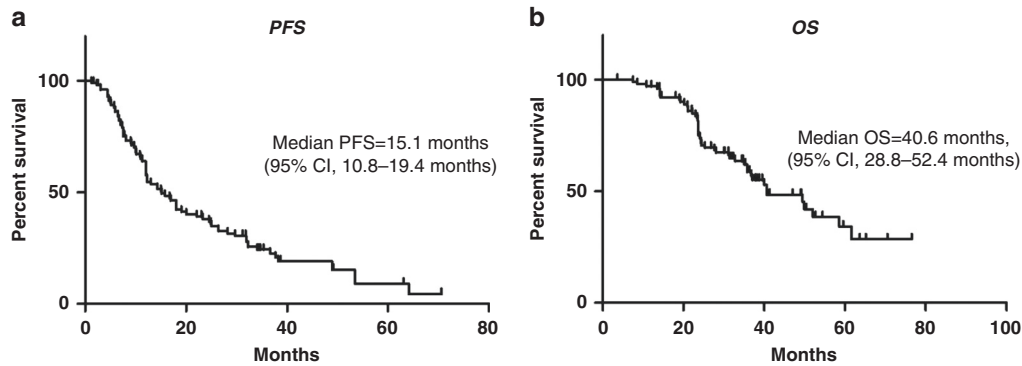 a
PFS
100
50
0
Percent survival
Median PFS=15.1 months
(95% CI, 10.8–19.4 months)
0 20 40 60 80
Months
b
OS
100
50
0
Percent survival
Median OS=40.6 months,
(95% CI, 28.8–52.4 months)
0 20 40 60 80 100
Months